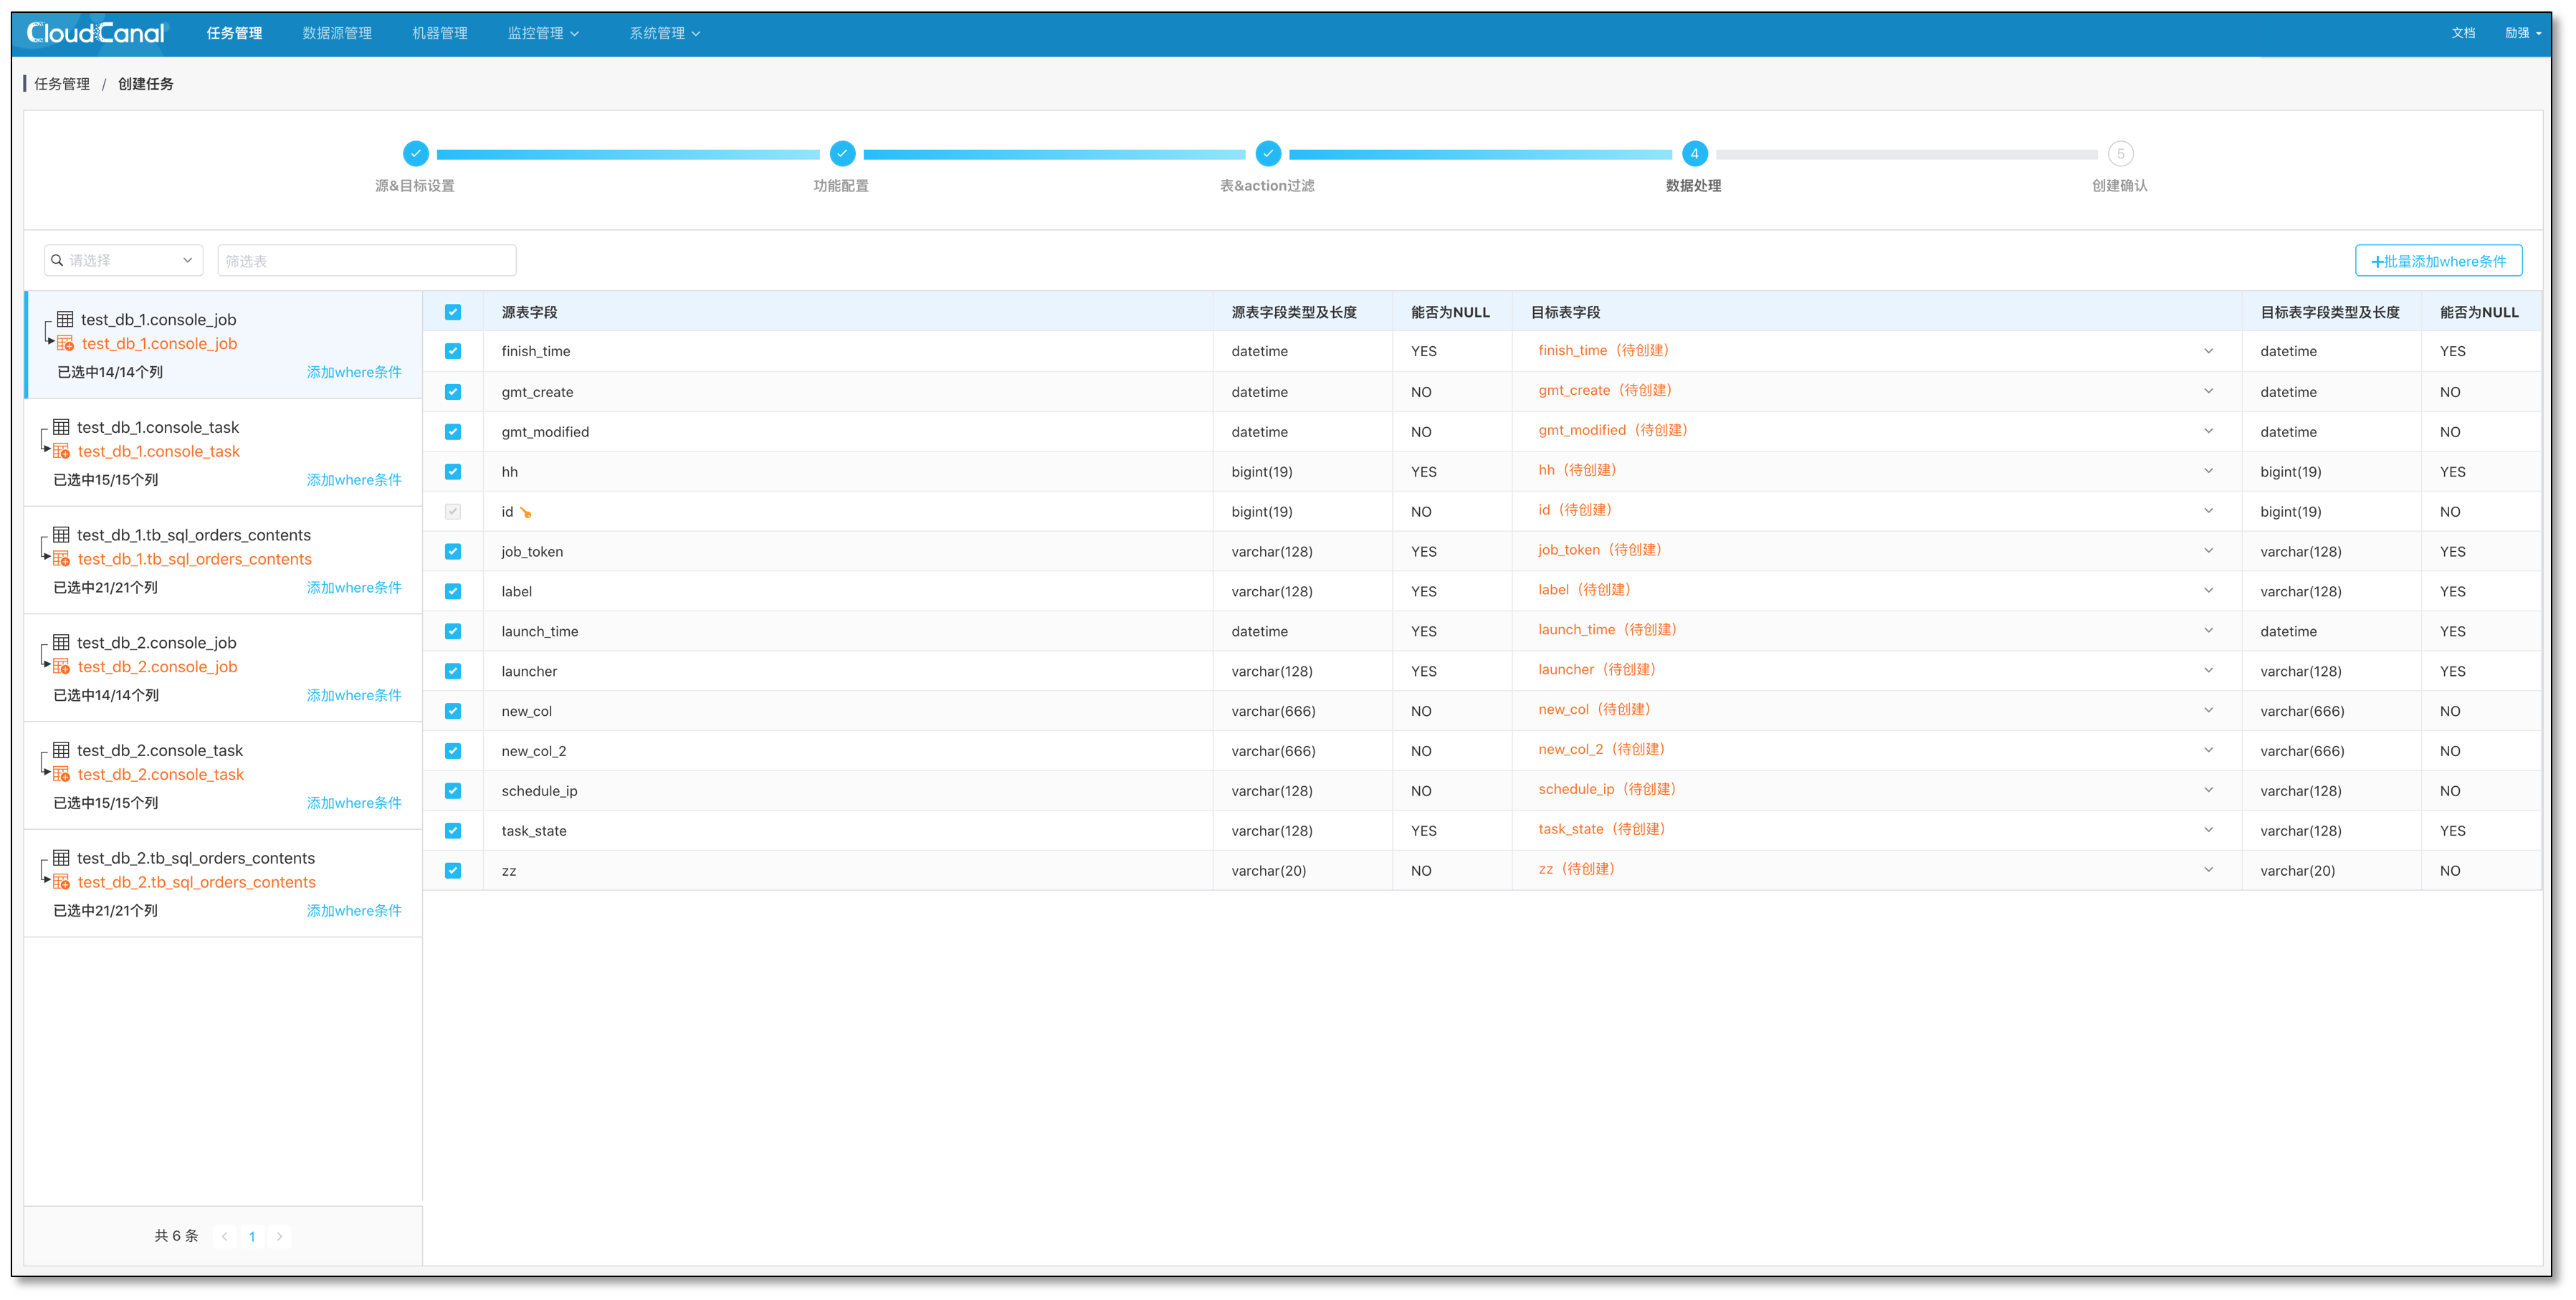 CloudCanal 任务管理 数据源管理 机器管理 监控管理 系统管理 文档 励强
任务管理 / 创建任务
4 5
源&目标设置 功能配置 表&action过滤 数据处理 创建确认
请选择 筛选表 +批量添加where条件
test_db_1.console_job
test_db_1.console_job
已选中14/14个列 添加where条件
test_db_1.console_task
test_db_1.console_task
已选中15/15个列 添加where条件
test_db_1.tb_sql_orders_contents
test_db_1.tb_sql_orders_contents
已选中21/21个列 添加where条件
test_db_2.console_job
test_db_2.console_job
已选中14/14个列 添加where条件
test_db_2.console_task
test_db_2.console_task
已选中15/15个列 添加where条件
test_db_2.tb_sql_orders_contents
test_db_2.tb_sql_orders_contents
已选中21/21个列 添加where条件
共 6 条 1
源表字段 源表字段类型及长度 能否为NULL 目标表字段 目标表字段类型及长度 能否为NULL
finish_time datetime YES finish_time（待创建） datetime YES
gmt_create datetime NO gmt_create（待创建） datetime NO
gmt_modified datetime NO gmt_modified（待创建） datetime NO
hh bigint(19) YES hh（待创建） bigint(19) YES
id bigint(19) NO id（待创建） bigint(19) NO
job_token varchar(128) YES job_token（待创建） varchar(128) YES
label varchar(128) YES label（待创建） varchar(128) YES
launch_time datetime YES launch_time（待创建） datetime YES
launcher varchar(128) YES launcher（待创建） varchar(128) YES
new_col varchar(666) NO new_col（待创建） varchar(666) NO
new_col_2 varchar(666) NO new_col_2（待创建） varchar(666) NO
schedule_ip varchar(128) NO schedule_ip（待创建） varchar(128) NO
task_state varchar(128) YES task_state（待创建） varchar(128) YES
zz varchar(20) NO zz（待创建） varchar(20) NO